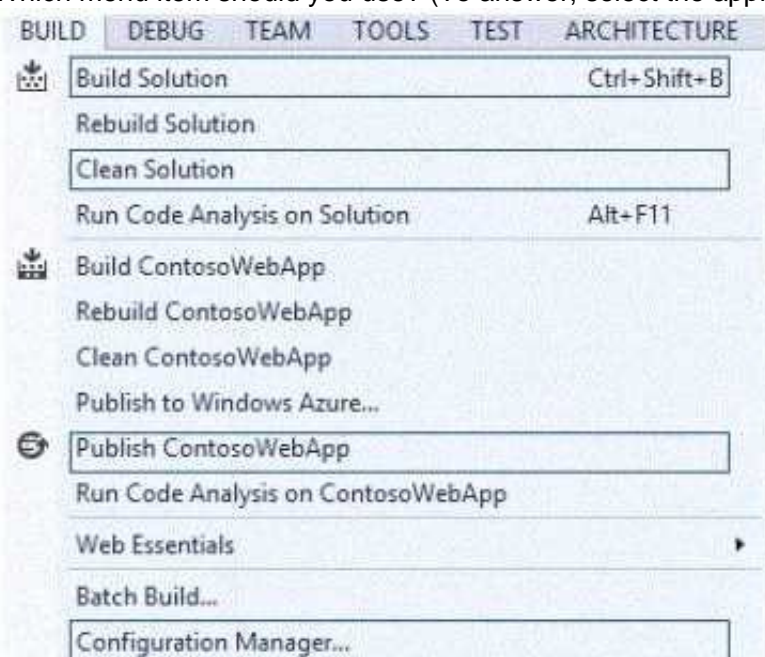 Which menu item should you use? (To answer, select the app
BUILD DEBUG TEAM TOOLS TEST ARCHITECTURE
Build Solution Ctrl+Shift+B
Rebuild Solution
Clean Solution
Run Code Analysis on Solution Alt+F11
Build ContosoWebApp
Rebuild ContosoWebApp
Clean ContosoWebApp
Publish to Windows Azure...
Publish ContosoWebApp
Run Code Analysis on ContosoWebApp
Web Essentials
Batch Build...
Configuration Manager...